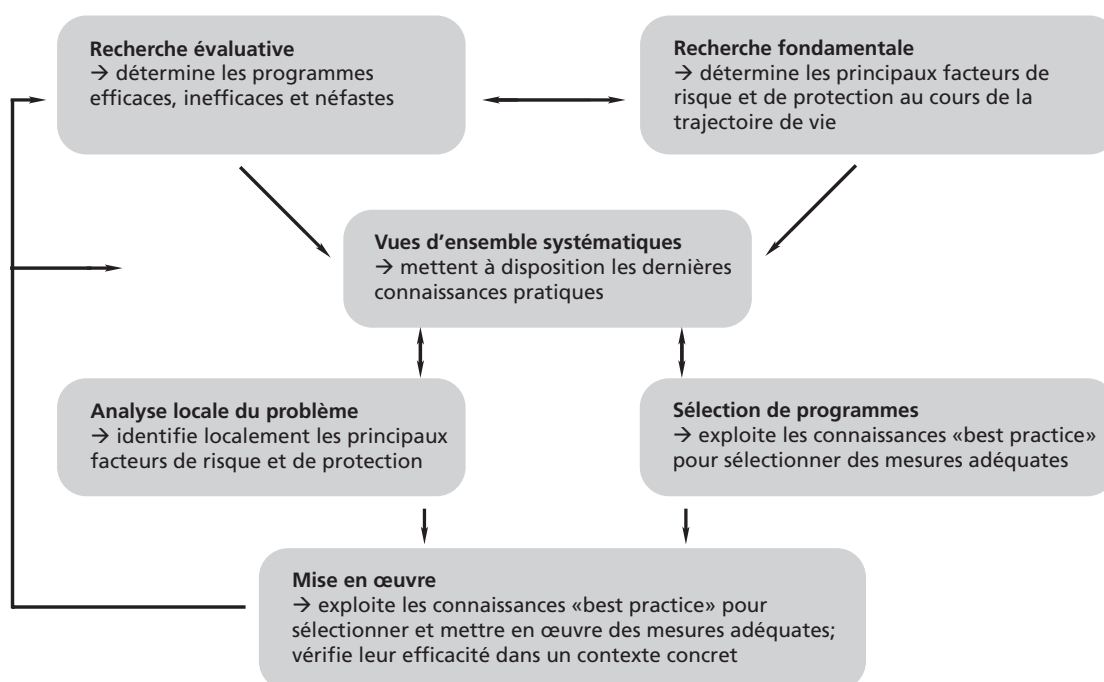 Recherche évaluative
→ détermine les programmes
efficaces, inefficaces et néfastes
Recherche fondamentale
→ détermine les principaux facteurs de
risque et de protection au cours de la
trajectoire de vie
Vues d’ensemble systématiques
→ mettent à disposition les dernières
connaissances pratiques
Analyse locale du problème
→ identifie localement les principaux
facteurs de risque et de protection
Sélection de programmes
→ exploite les connaissances «best practice»
pour sélectionner des mesures adéquates
Mise en œuvre
→ exploite les connaissances «best practice» pour
sélectionner et mettre en œuvre des mesures adéquates;
vérifie leur efficacité dans un contexte concret